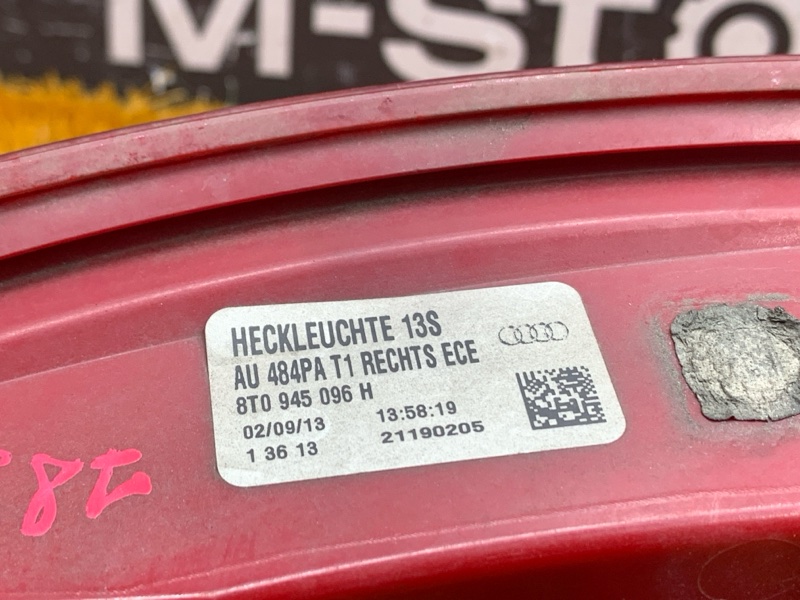 M-STO
HECKLEUCHTE 13S
AU 484PA T1 RECHTS ECE
8T0 945 096 H
02/09/13 13:58:19
1 36 13 21190205